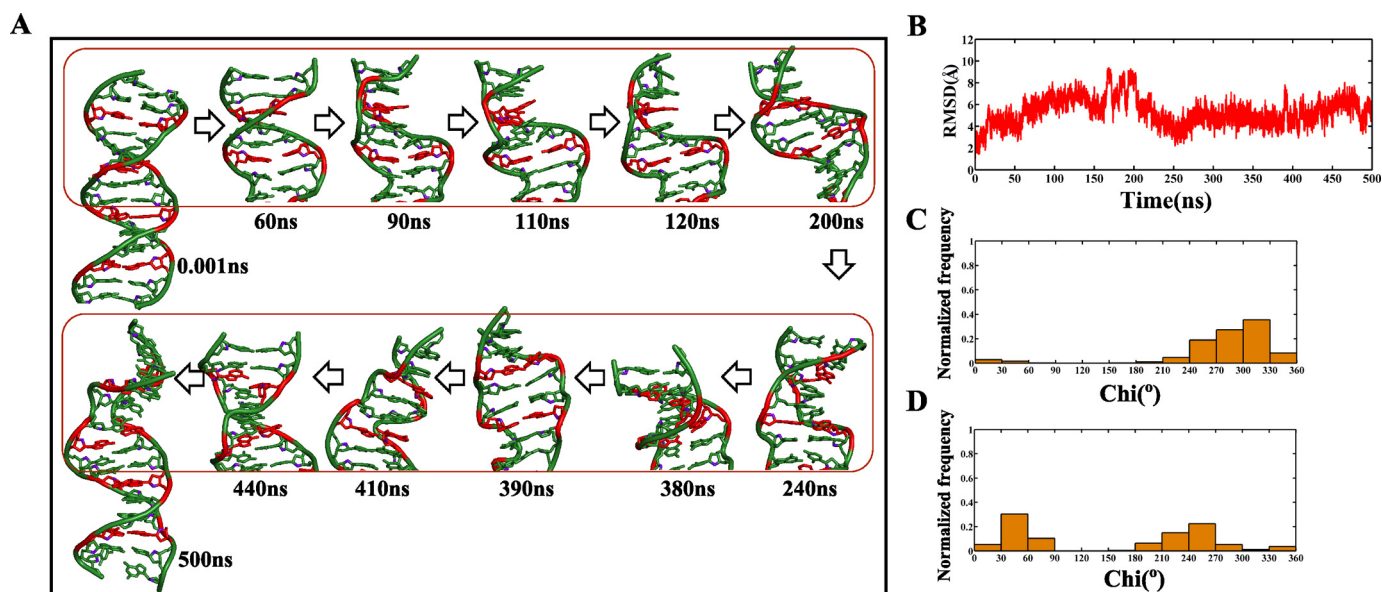 A
0.001ns
60ns
90ns
110ns
120ns
200ns
240ns
380ns
390ns
410ns
440ns
500ns
B
RMSD(Å)
12
10
8
6
4
2
0
0 50 100 150 200 250 300 350 400 450 500
Time(ns)
C
Normalized frequency
1
0.8
0.6
0.4
0.2
0
0 30 60 90 120 150 180 210 240 270 300 330 360
Chi(º)
D
Normalized frequency
1
0.8
0.6
0.4
0.2
0
0 30 60 90 120 150 180 210 240 270 300 330 360
Chi(º)